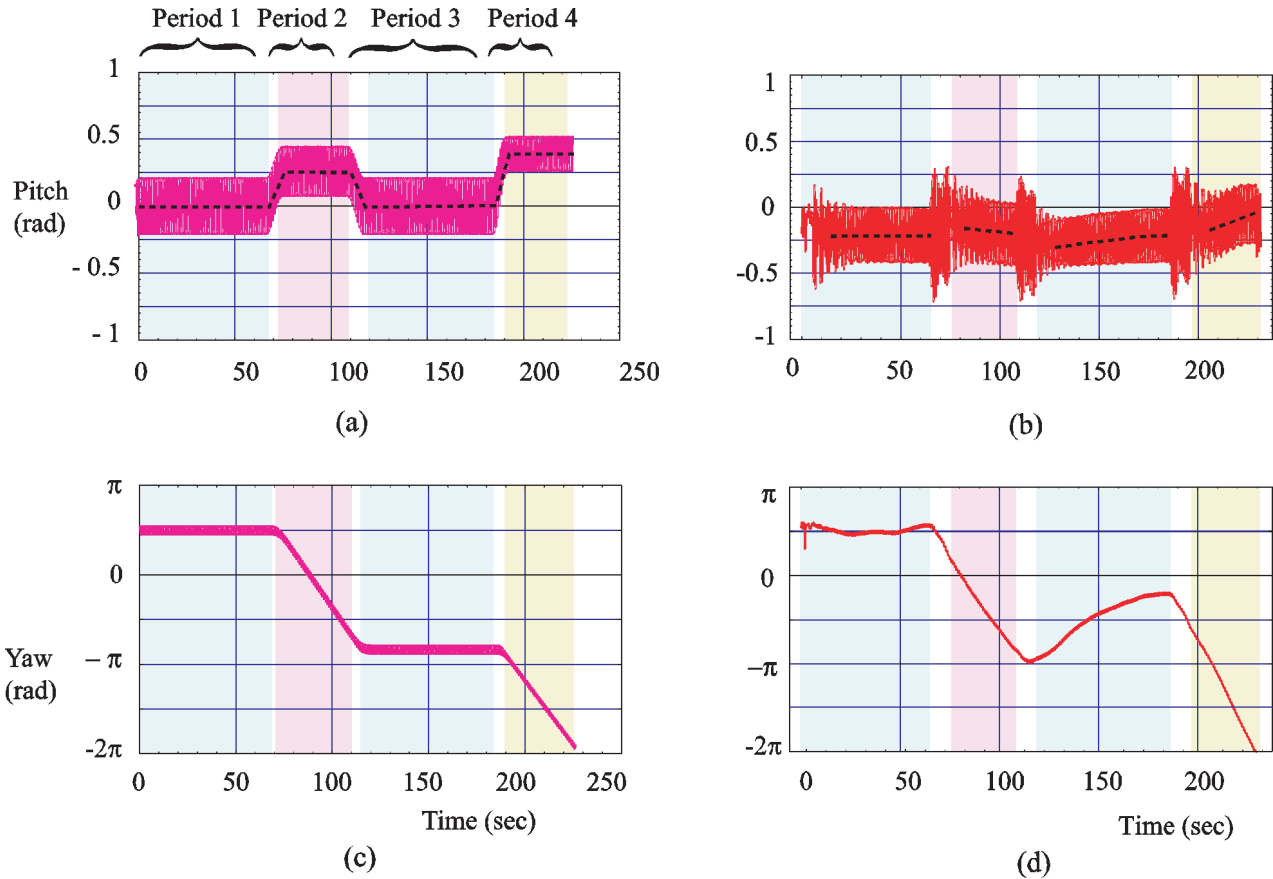 Period 1 Period 2 Period 3 Period 4
1
0.5
Pitch
(rad)
0
- 0.5
- 1
0 50 100 150 200 250
(a)
1
0.5
0
-0.5
-1
0 50 100 150 200
(b)
π
0
Yaw
(rad)
– π
-2π
0 50 100 150 200 250
Time (sec)
(c)
π
0
–π
-2π
0 50 100 150 200
Time (sec)
(d)